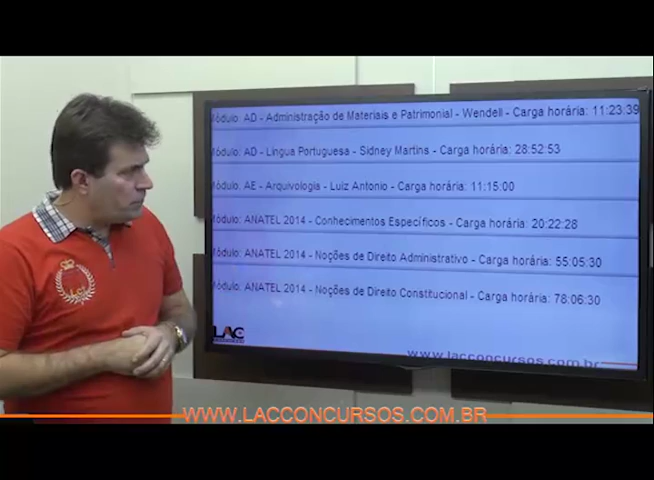 Módulo: AD - Administração de Materiais e Patrimonial - Wendell - Carga horária: 11:23:39
Módulo: AD - Língua Portuguesa - Sidney Martins - Carga horária: 28:52:53
Módulo: AE - Arquivologia - Luiz Antonio - Carga horária: 11:15:00
Módulo: ANATEL 2014 - Conhecimentos Específicos - Carga horária: 20:22:28
Módulo: ANATEL 2014 - Noções de Direito Administrativo - Carga horária: 55:05:30
Módulo: ANATEL 2014 - Noções de Direito Constitucional - Carga horária: 78:06:30
LAC
www.lacconcursos.com.br
WWW.LACCONCURSOS.COM.BR